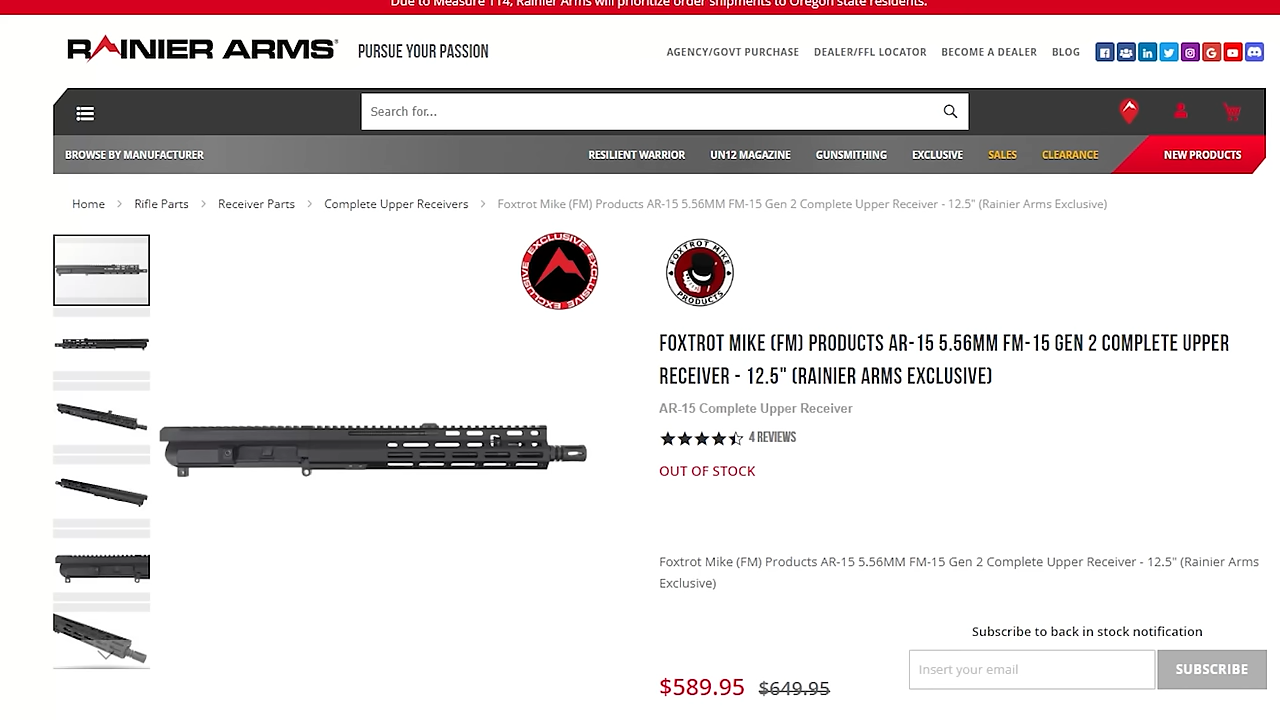 Due to Measure 114, Rainier Arms will prioritize order shipments to Oregon state residents.
RAINIER ARMS® PURSUE YOUR PASSION
AGENCY/GOVT PURCHASE DEALER/FFL LOCATOR BECOME A DEALER BLOG
Search for...
BROWSE BY MANUFACTURER RESILIENT WARRIOR UN12 MAGAZINE GUNSMITHING EXCLUSIVE SALES CLEARANCE NEW PRODUCTS
Home > Rifle Parts > Receiver Parts > Complete Upper Receivers > Foxtrot Mike (FM) Products AR-15 5.56MM FM-15 Gen 2 Complete Upper Receiver - 12.5" (Rainier Arms Exclusive)
EXCLUSIVE EXCLUSIVE EXCLUSIVE
FOXTROT MIKE
PRODUCTS
FOXTROT MIKE (FM) PRODUCTS AR-15 5.56MM FM-15 GEN 2 COMPLETE UPPER
RECEIVER - 12.5" (RAINIER ARMS EXCLUSIVE)
AR-15 Complete Upper Receiver
4 REVIEWS
OUT OF STOCK
Foxtrot Mike (FM) Products AR-15 5.56MM FM-15 Gen 2 Complete Upper Receiver - 12.5" (Rainier Arms
Exclusive)
Subscribe to back in stock notification
Insert your email SUBSCRIBE
$589.95 $649.95